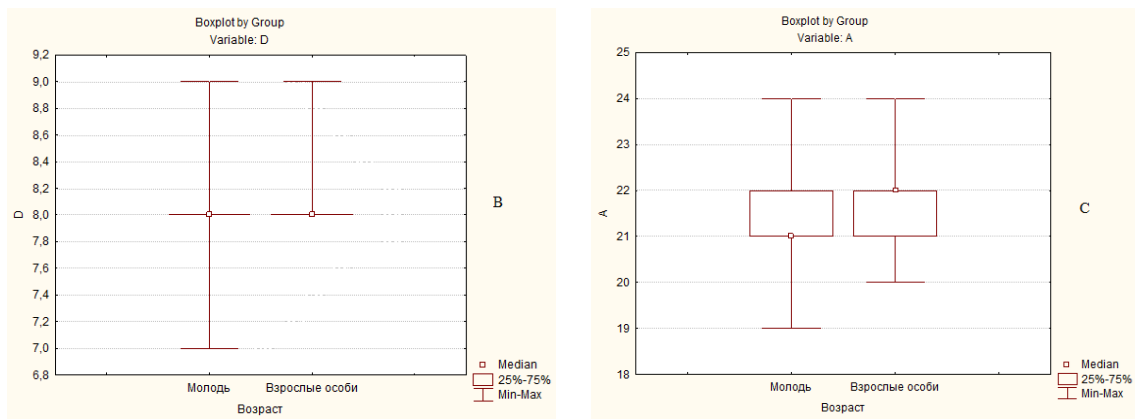 Boxplot by Group
Variable: D
9,2
9,0
8,8
8,6
8,4
8,2
8,0
7,8
7,6
7,4
7,2
7,0
6,8
D
Молодь
Взрослые особи
Возраст
Median
25%-75%
Min-Max
B
Boxplot by Group
Variable: A
25
24
23
22
21
20
19
18
A
Молодь
Взрослые особи
Возраст
Median
25%-75%
Min-Max
C